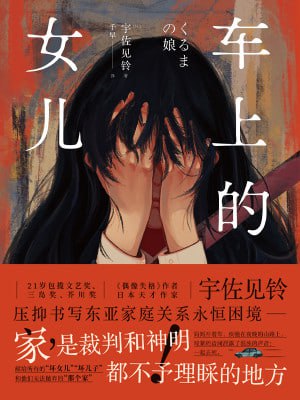 车上的
女儿
くるま
の娘
宇佐见铃 著
千早 译
21岁包揽文艺奖、
三岛奖、芥川奖
《偶像失格》作者
日本天才作家
宇佐见铃
压抑书写东亚家庭关系永恒困境——
家,是裁判和神明
都不予理睬的地方!